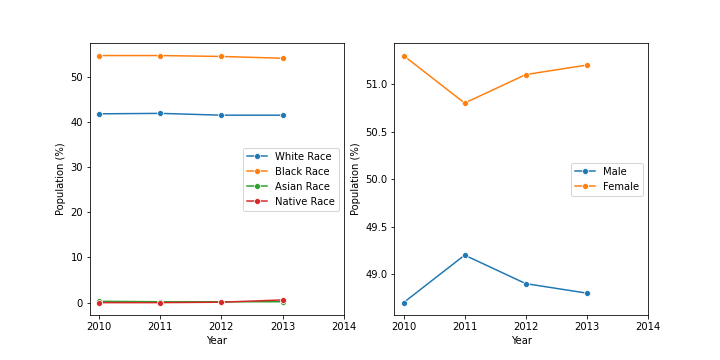 Population (%)
50
40
30
20
10
0
2010 2011 2012 2013 2014
Year
White Race
Black Race
Asian Race
Native Race
Population (%)
51.0
50.5
50.0
49.5
49.0
2010 2011 2012 2013 2014
Year
Male
Female